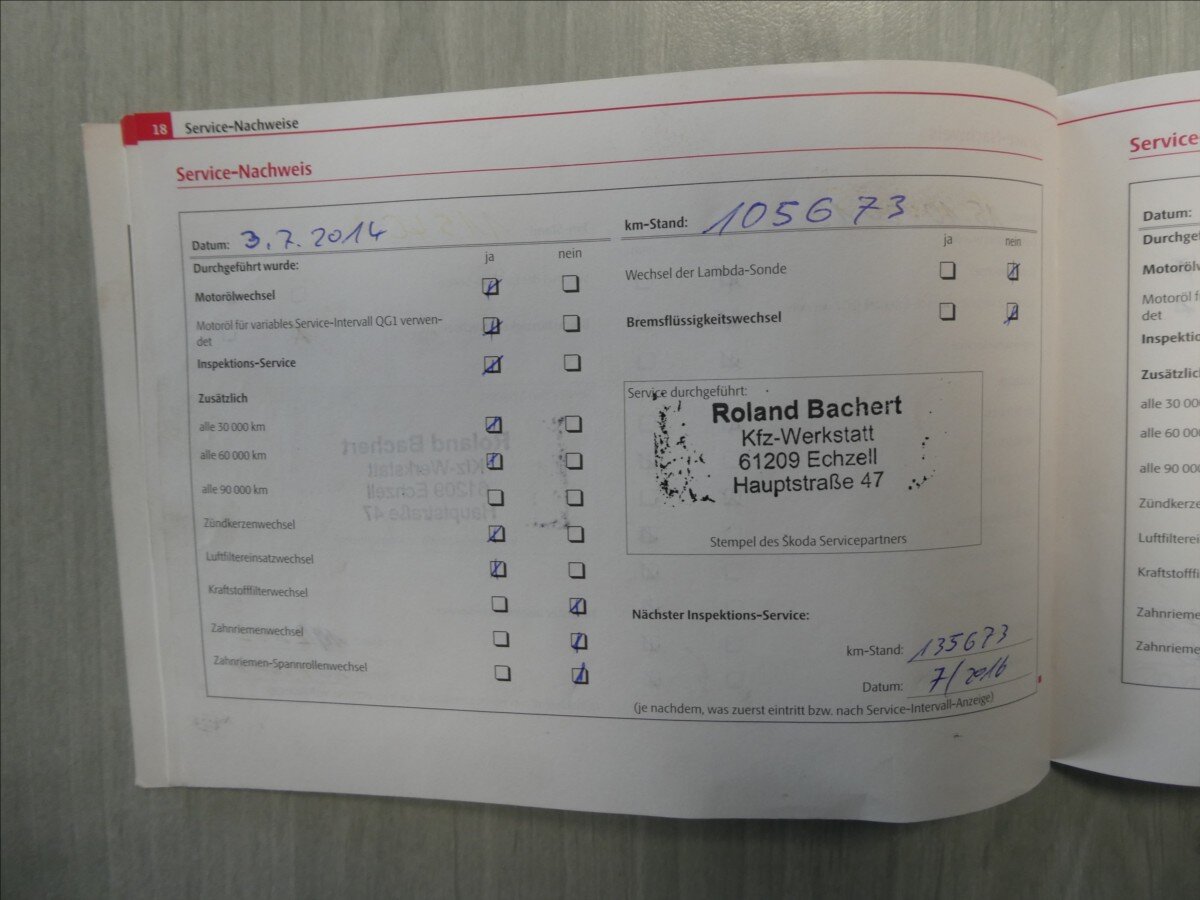 18 Service-Nachweise
Service-Nachweis
Datum: 3.7.2014
Durchgeführt wurde: ja nein
Motorölwechsel
Motoröl für variables Service-Intervall QG1 verwen-
det
Inspektions-Service
Zusätzlich
alle 30 000 km
alle 60 000 km
alle 90 000 km
Zündkerzenwechsel
Luftfiltereinsatzwechsel
Kraftstofffilterwechsel
Zahnriemenwechsel
Zahnriemen-Spannrollenwechsel
km-Stand: 105673
ja nein
Wechsel der Lambda-Sonde
Bremsflüssigkeitswechsel
Service durchgeführt:
Roland Bachert
Kfz-Werkstatt
61209 Echzell
Hauptstraße 47
Stempel des Škoda Servicepartners
Nächster Inspektions-Service:
km-Stand: 135673
Datum: 7/2016
(je nachdem, was zuerst eintritt bzw. nach Service-Intervall-Anzeige)
Service-
Datum:
Durchgef
Motorölw
Motoröl f
det
Inspektio
Zusätzlich
alle 30 000
alle 60 000
alle 90 000
Zündkerze
Luftfilterein
Kraftstofffi
Zahnrieme
Zahnrieme